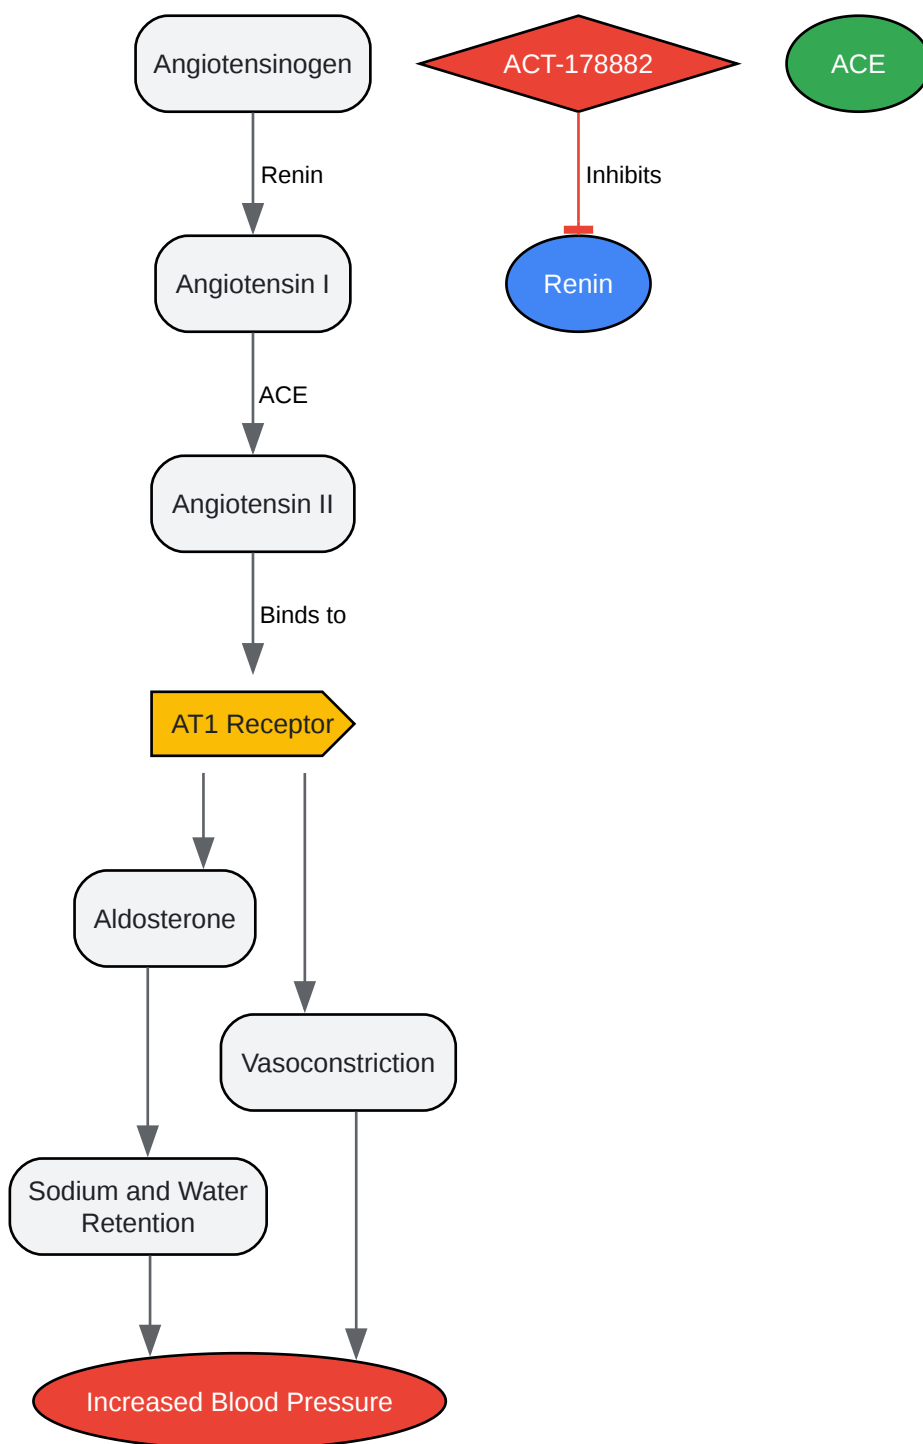 Angiotensinogen
ACT-178882
ACE
Renin
Inhibits
Angiotensin I
Renin
ACE
Angiotensin II
Binds to
AT1 Receptor
Aldosterone
Vasoconstriction
Sodium and Water
Retention
Increased Blood Pressure